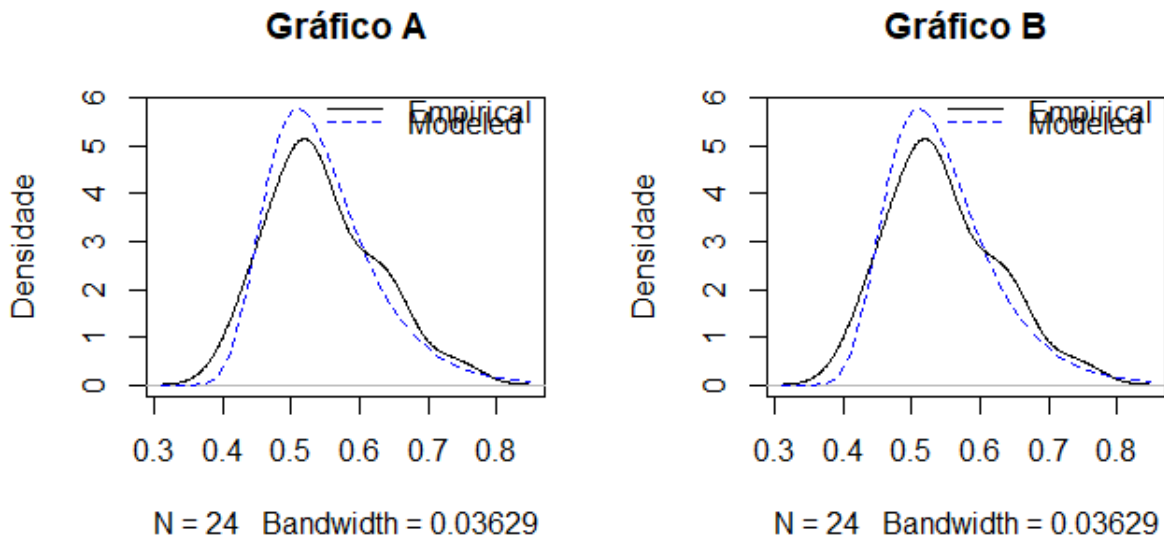 Gráfico A
Densidade
6
5
4
3
2
1
0
Empirical
Modeled
0.3 0.4 0.5 0.6 0.7 0.8
N = 24 Bandwidth = 0.03629
Gráfico B
Densidade
6
5
4
3
2
1
0
Empirical
Modeled
0.3 0.4 0.5 0.6 0.7 0.8
N = 24 Bandwidth = 0.03629